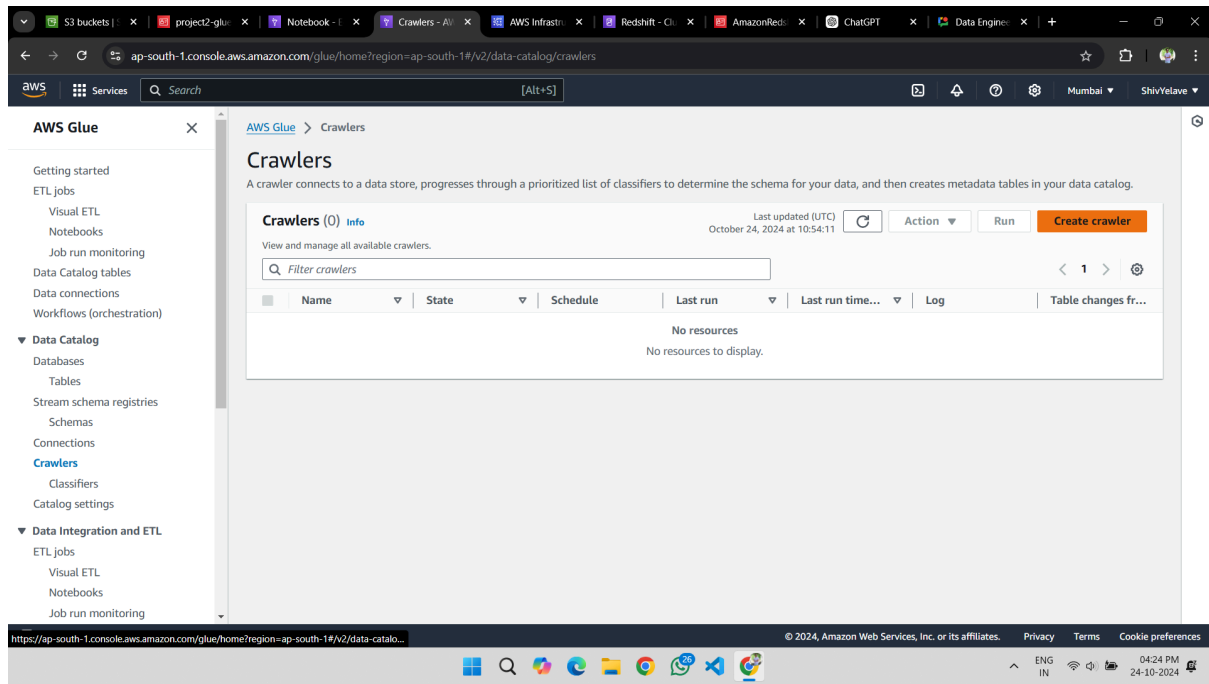 S3 buckets | S
project2-glue
Notebook - E
Crawlers - AW
AWS Infrastru
Redshift - Clu
AmazonReds
ChatGPT
Data Enginee
ap-south-1.console.aws.amazon.com/glue/home?region=ap-south-1#/v2/data-catalog/crawlers
aws
Services
Search
[Alt+S]
Mumbai
ShivYelave
AWS Glue
Getting started
ETL jobs
Visual ETL
Notebooks
Job run monitoring
Data Catalog tables
Data connections
Workflows (orchestration)
Data Catalog
Databases
Tables
Stream schema registries
Schemas
Connections
Crawlers
Classifiers
Catalog settings
Data Integration and ETL
ETL jobs
Visual ETL
Notebooks
Job run monitoring
AWS Glue > Crawlers
Crawlers
A crawler connects to a data store, progresses through a prioritized list of classifiers to determine the schema for your data, and then creates metadata tables in your data catalog.
Crawlers (0) Info
Last updated (UTC)
October 24, 2024 at 10:54:11
Action
Run
Create crawler
View and manage all available crawlers.
Filter crawlers
1
Name State Schedule Last run Last run time... Log Table changes fr...
No resources
No resources to display.
https://ap-south-1.console.aws.amazon.com/glue/home?region=ap-south-1#/v2/data-catalo...
© 2024, Amazon Web Services, Inc. or its affiliates. Privacy Terms Cookie preferences
26
ENG
IN
04:24 PM
24-10-2024